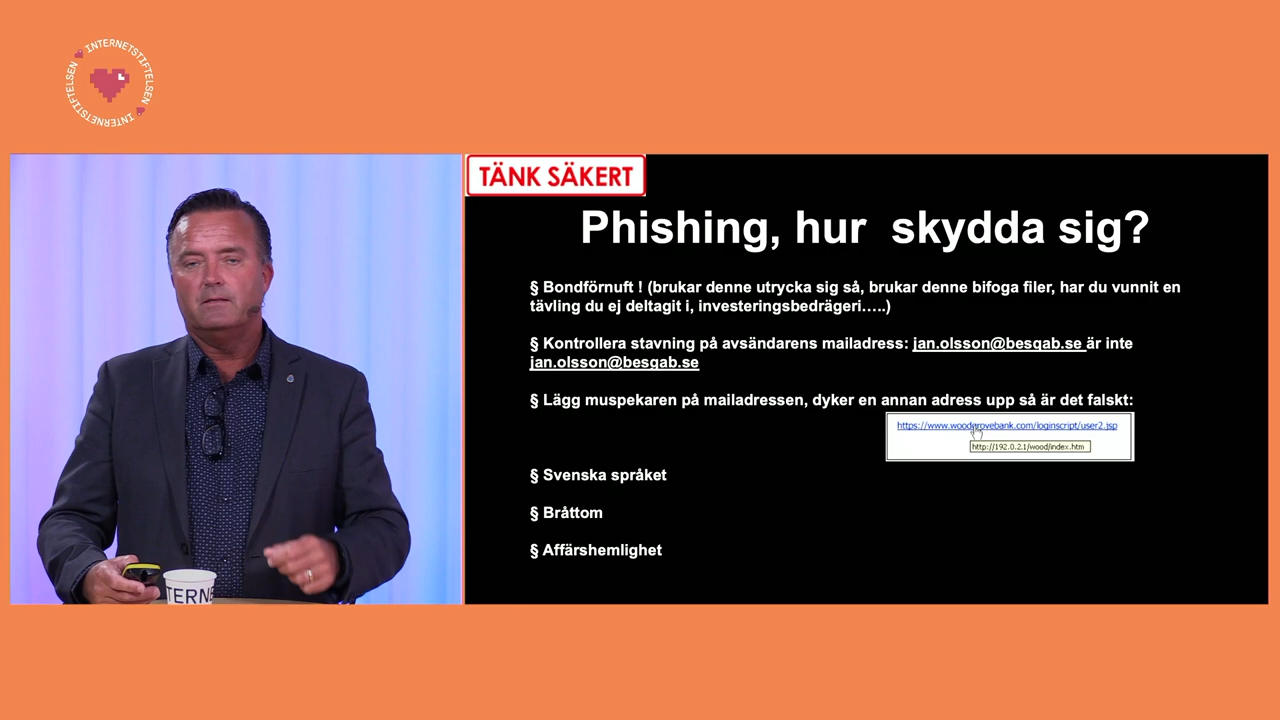 INTERNETSTIFTELSEN
INTERNETSTIFTELSEN
TÄNK SÄKERT
Phishing, hur skydda sig?
§ Bondförnuft ! (brukar denne utrycka sig så, brukar denne bifoga filer, har du vunnit en
tävling du ej deltagit i, investeringsbedrägeri…..)
§ Kontrollera stavning på avsändarens mailadress: jan.olsson@besqab.se är inte
jan.olsson@besgab.se
§ Lägg muspekaren på mailadressen, dyker en annan adress upp så är det falskt:
https://www.woodgrovebank.com/loginscript/user2.jsp
http://192.0.2.1/wood/index.htm
§ Svenska språket
§ Bråttom
§ Affärshemlighet
TERNE